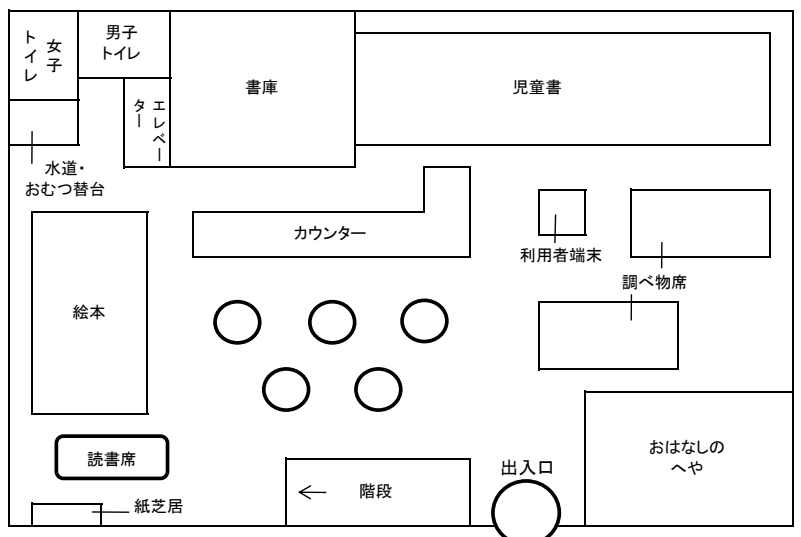 女子
トイレ
男子
トイレ
エレベー
ター
書庫
児童書
水道・
おむつ替台
カウンター
利用者端末
調べ物席
絵本
読書席
紙芝居
階段
出入口
おはなしの
へや